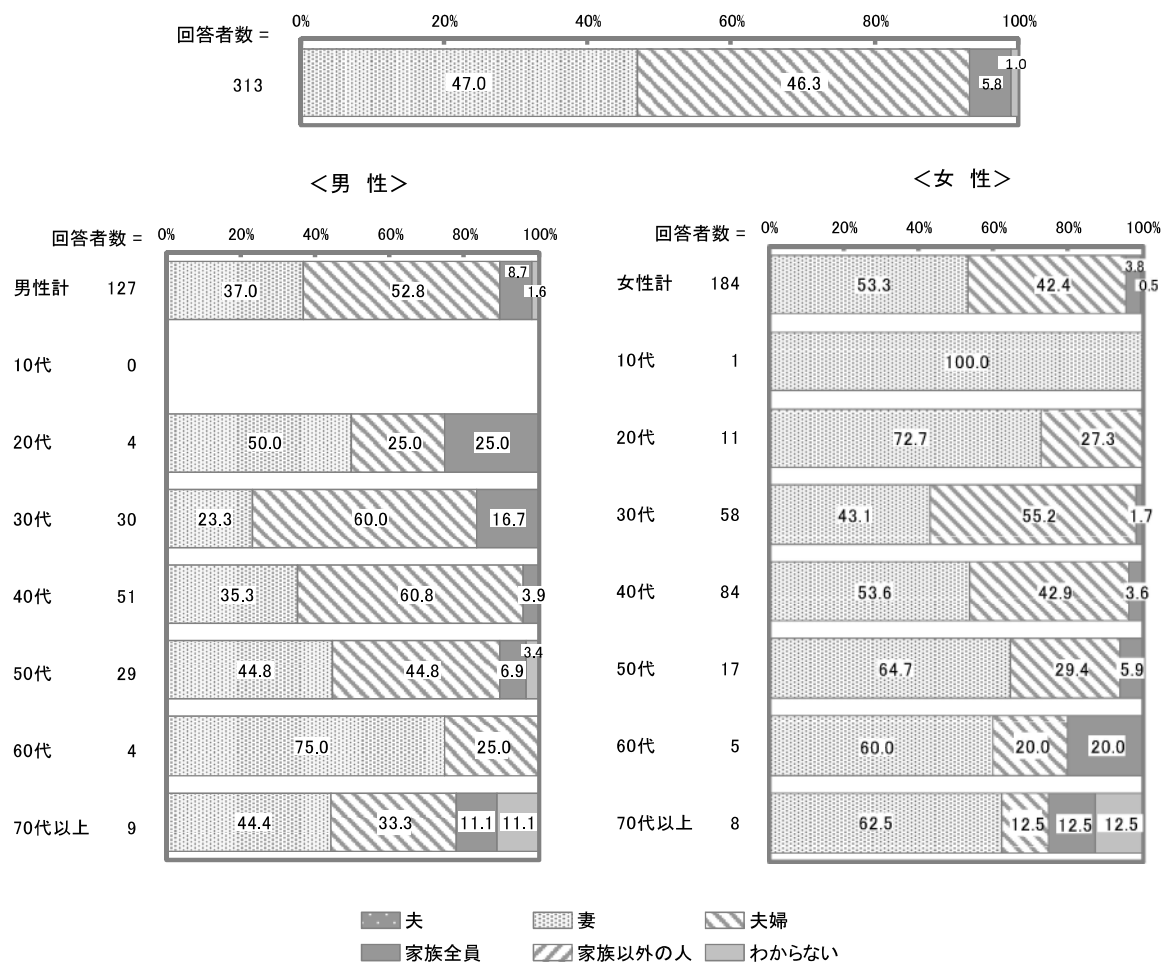 0% 20% 40% 60% 80% 100%
回答者数 =
313 47.0 46.3 5.8 1.0
＜男 性＞
回答者数 = 0% 20% 40% 60% 80% 100%
男性計 127 37.0 52.8 8.7 1.6
10代 0
20代 4 50.0 25.0 25.0
30代 30 23.3 60.0 16.7
40代 51 35.3 60.8 3.9
50代 29 44.8 44.8 6.9 3.4
60代 4 75.0 25.0
70代以上 9 44.4 33.3 11.1 11.1
＜女 性＞
回答者数 = 0% 20% 40% 60% 80% 100%
女性計 184 53.3 42.4 3.8 0.5
10代 1 100.0
20代 11 72.7 27.3
30代 58 43.1 55.2 1.7
40代 84 53.6 42.9 3.6
50代 17 64.7 29.4 5.9
60代 5 60.0 20.0 20.0
70代以上 8 62.5 12.5 12.5 12.5
夫 妻 夫婦
家族全員 家族以外の人 わからない